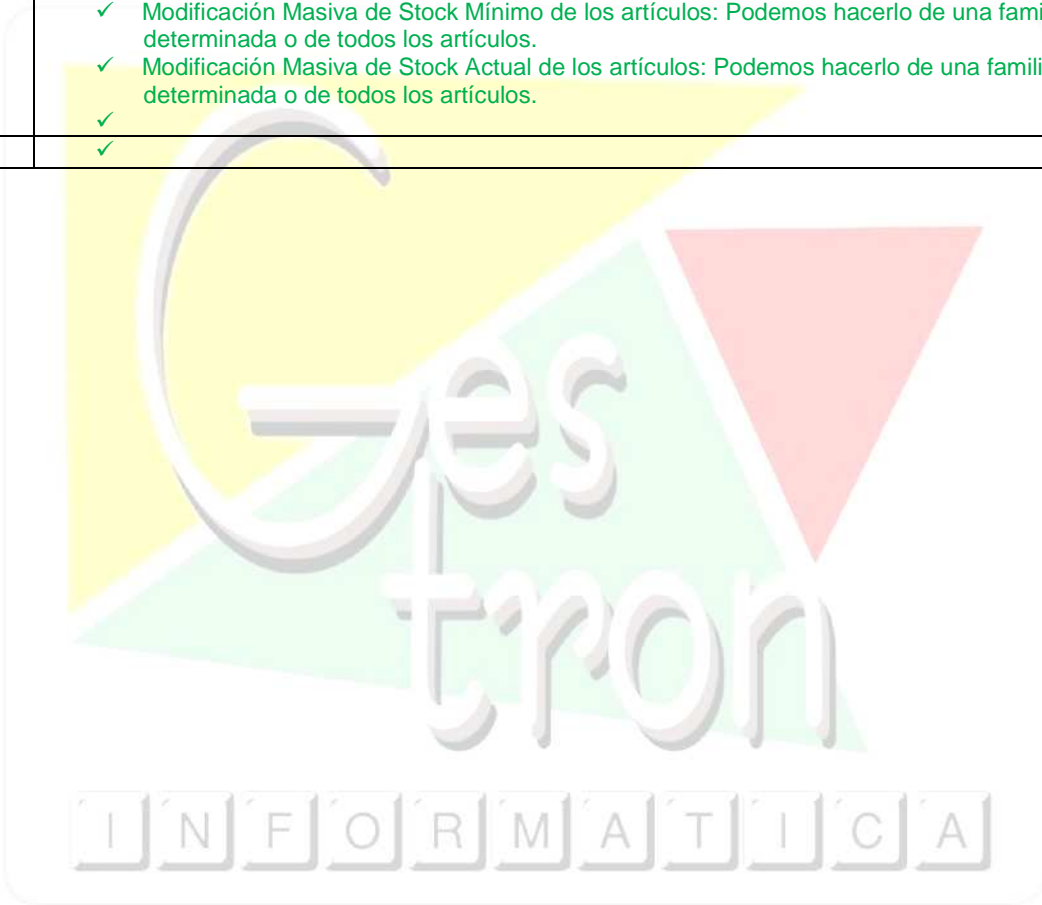 ✓ Modificación Masiva de Stock Mínimo de los artículos: Podemos hacerlo de una fami
determinada o de todos los artículos.
✓ Modificación Masiva de Stock Actual de los artículos: Podemos hacerlo de una famili
determinada o de todos los artículos.
✓
✓
Ges
tron
INFORMATICA